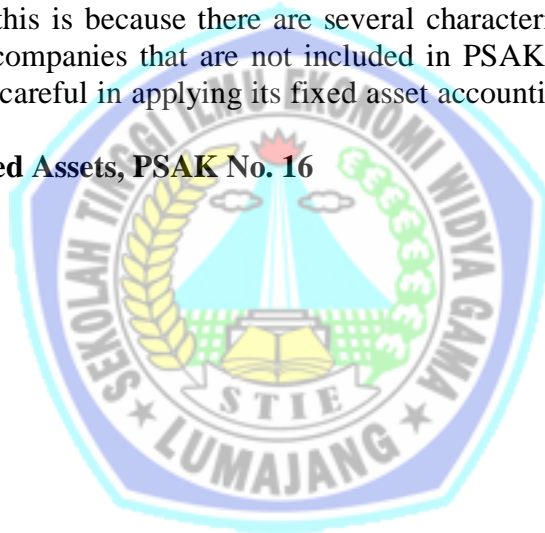 this is because there are several characteri
companies that are not included in PSAK
careful in applying its fixed asset accounti
ed Assets, PSAK No. 16
SEKOLAH TINGGI ILMU EKONOMI WIDYA GAMA
STIE
LUMAJANG